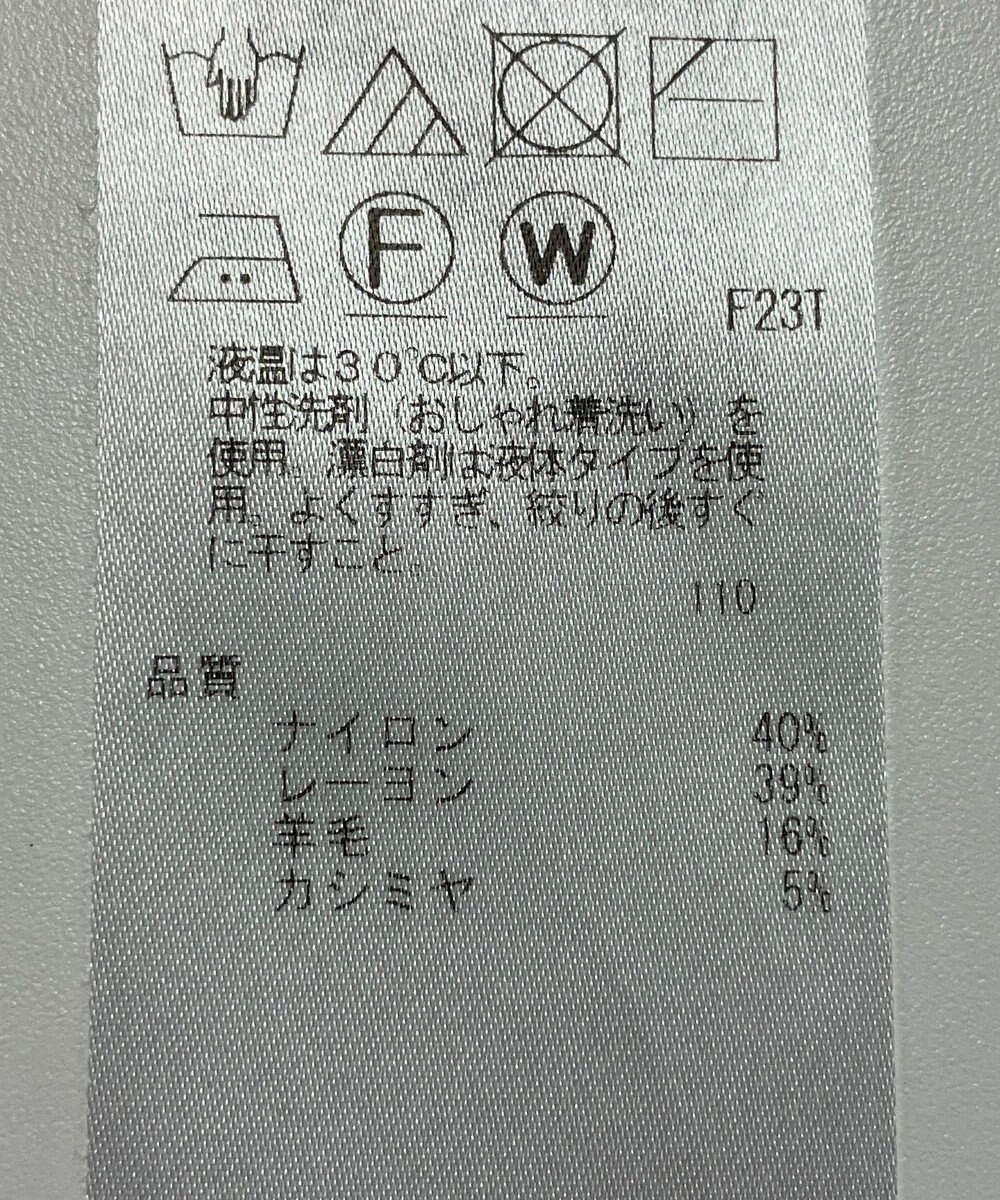 F W
F23T
液温は30℃以下。
中性洗剤（おしゃれ着洗い）を
使用。漂白剤は液体タイプを使
用。よくすすぎ、絞りの後すぐ
に干すこと。
110
品質
ナイロン 40%
レーヨン 39%
羊毛 16%
カシミヤ 5%